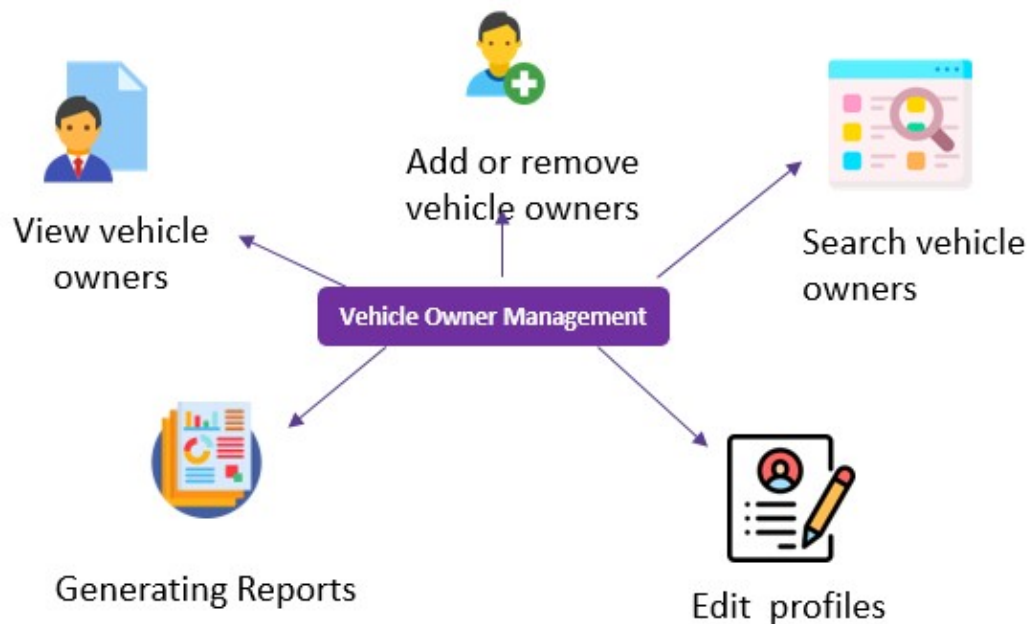 Add or remove
vehicle owners
View vehicle
owners
Search vehicle
owners
Vehicle Owner Management
Generating Reports
Edit  profiles